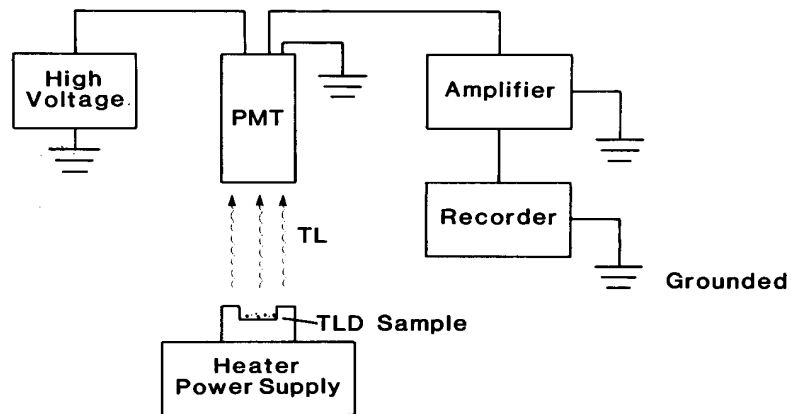 High
Voltage
PMT
Amplifier
Recorder
TL
Grounded
TLD Sample
Heater
Power Supply